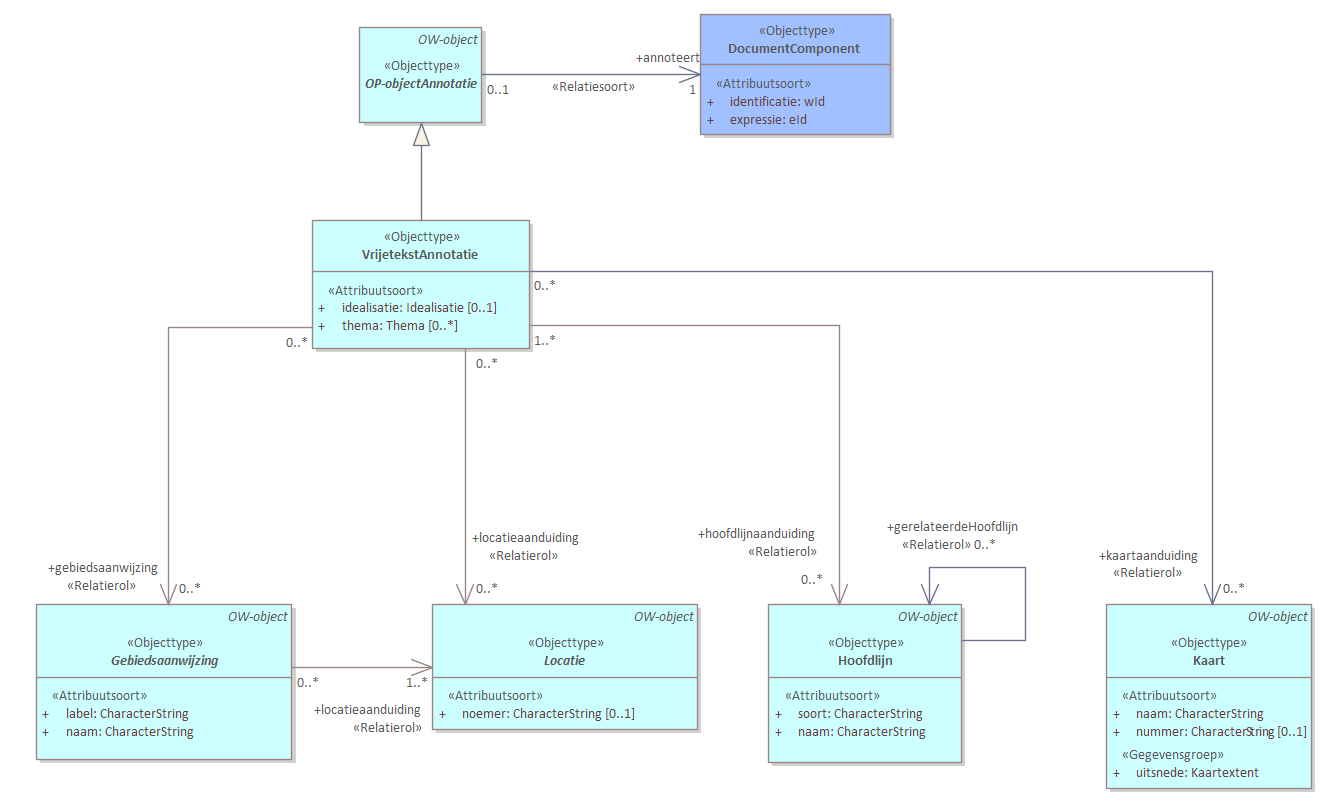 OW-object
«Objecttype»
OP-objectAnnotatie
0..1
«Relatiesoort»
+annoteert
1
«Objecttype»
DocumentComponent
«Attribuutsoort»
+ identificatie: wId
+ expressie: eId
«Objecttype»
VrijetekstAnnotatie
«Attribuutsoort»
+ idealisatie: Idealisatie [0..1]
+ thema: Thema [0..*]
0..*
0..*
1..*
0..*
+gebiedsaanwijzing
«Relatierol»
0..*
+locatieaanduiding
«Relatierol»
0..*
+hoofdlijnaanduiding
«Relatierol»
0..*
+gerelateerdeHoofdlijn
«Relatierol» 0..*
+kaartaanduiding
«Relatierol»
0..*
OW-object
«Objecttype»
Gebiedsaanwijzing
«Attribuutsoort»
+ label: CharacterString
+ naam: CharacterString
0..*
1..*
+locatieaanduiding
«Relatierol»
OW-object
«Objecttype»
Locatie
«Attribuutsoort»
+ noemer: CharacterString [0..1]
OW-object
«Objecttype»
Hoofdlijn
«Attribuutsoort»
+ soort: CharacterString
+ naam: CharacterString
OW-object
«Objecttype»
Kaart
«Attribuutsoort»
+ naam: CharacterString
+ nummer: CharacterString [0..1]
«Gegevensgroep»
+ uitsnede: Kaartextent